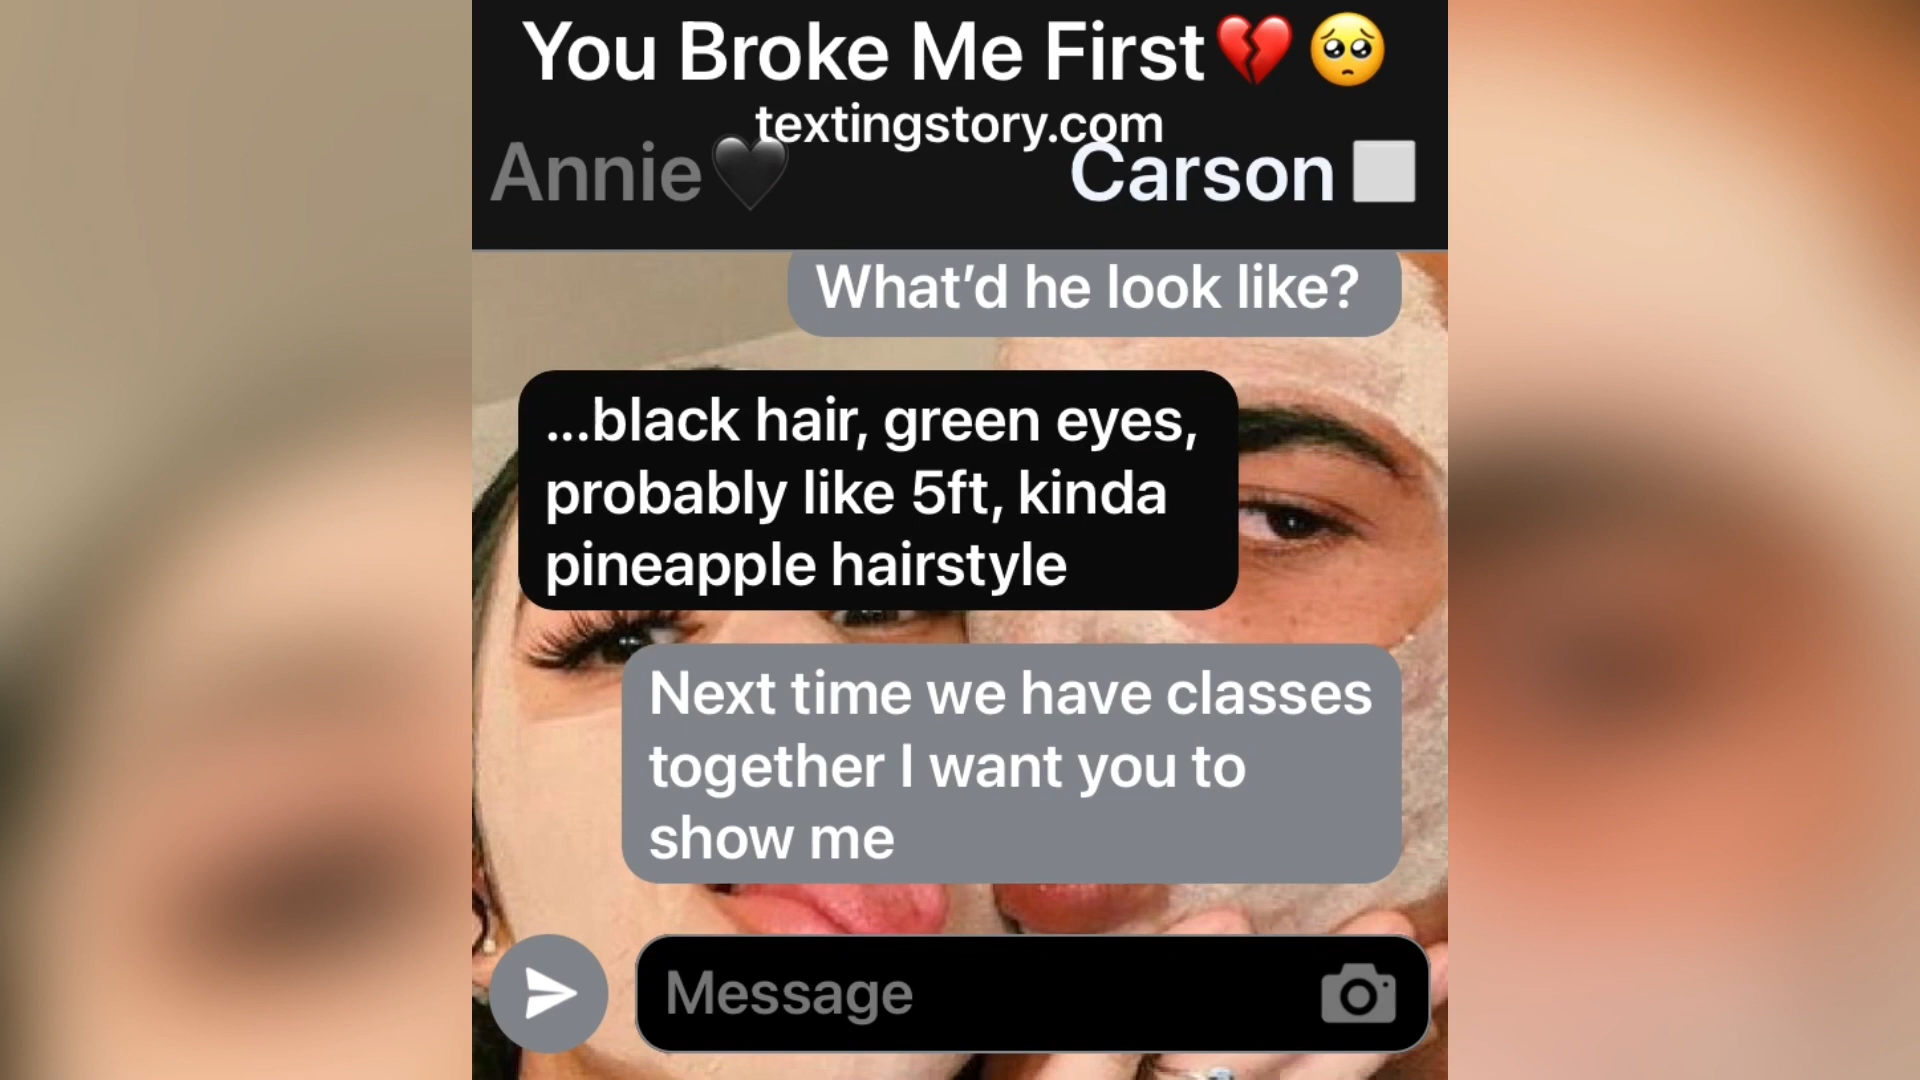 You Broke Me First💔🥺
textingstory.com
Annie🖤 Carson⬜
What’d he look like?
...black hair, green eyes,
probably like 5ft, kinda
pineapple hairstyle
Next time we have classes
together I want you to
show me
Message